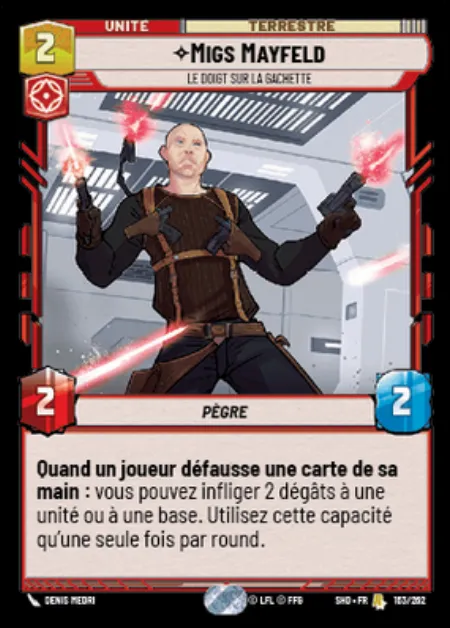 UNITÉ
TERRESTRE
2
MIGS MAYFELD
LE DOIGT SUR LA GACHETTE
2
PÈGRE
2
Quand un joueur défausse une carte de sa
main : vous pouvez infliger 2 dégâts à une
unité ou à une base. Utilisez cette capacité
qu'une seule fois par round.
DENIS MEDRI
© LFL © FFG
SHD • FR
163/262